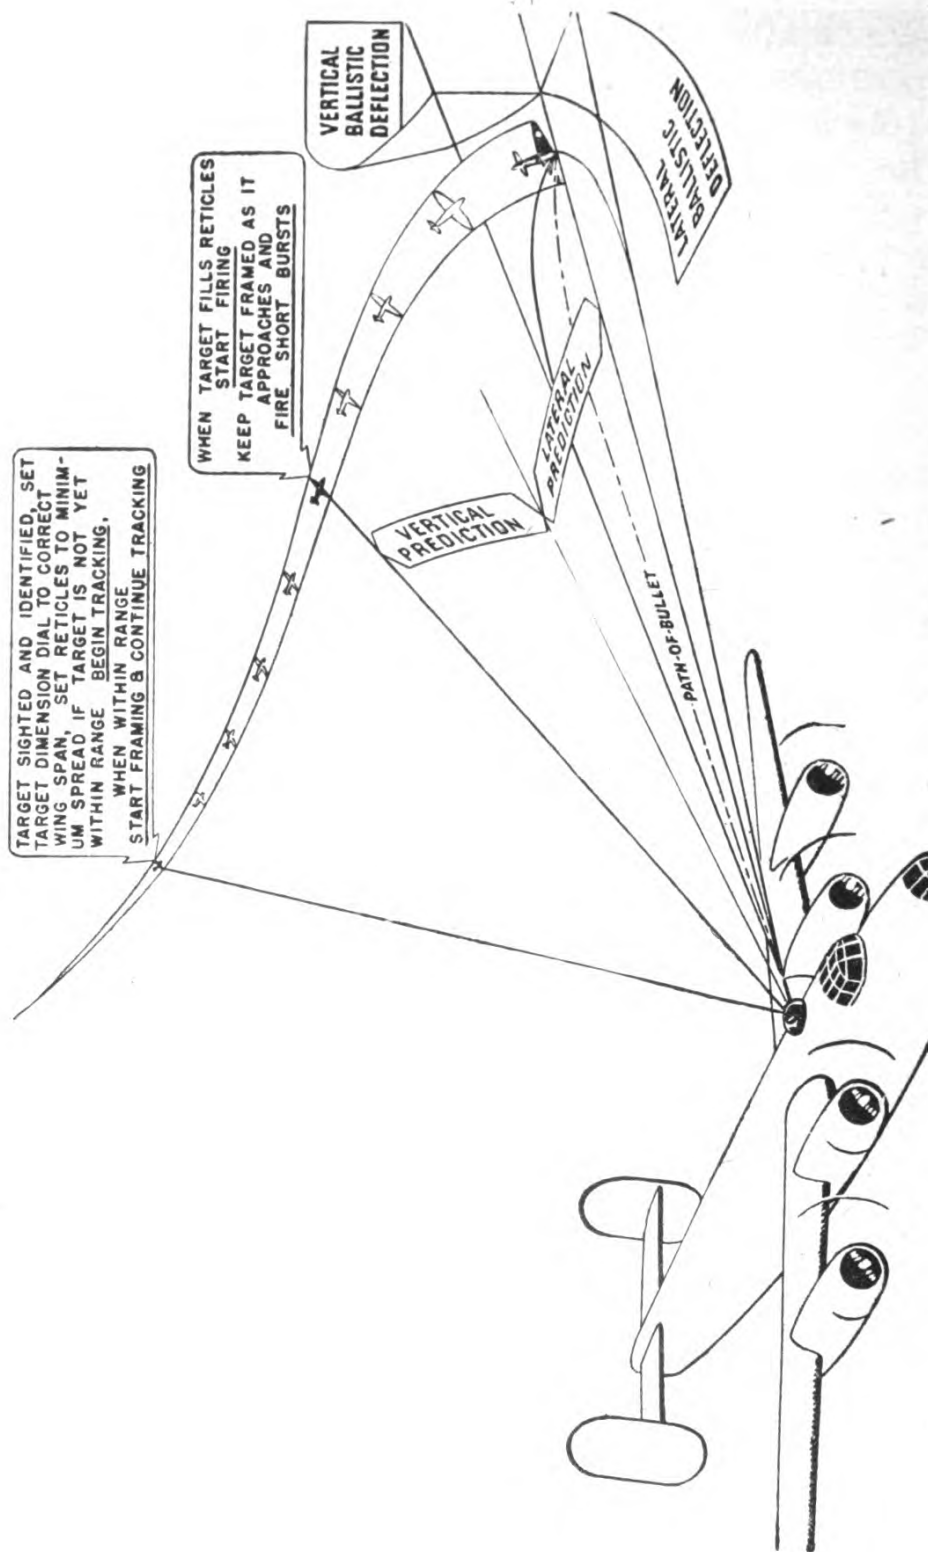 TARGET SIGHTED AND IDENTIFIED, SET
TARGET DIMENSION DIAL TO CORRECT
WING SPAN, SET RETICLES TO MINIM-
UM SPREAD IF TARGET IS NOT YET
WITHIN RANGE BEGIN TRACKING,
WHEN WITHIN RANGE
START FRAMING & CONTINUE TRACKING
WHEN TARGET FILLS RETICLES
START FIRING
KEEP TARGET FRAMED AS IT
APPROACHES AND
FIRE SHORT BURSTS
VERTICAL
BALLISTIC
DEFLECTION
VERTICAL
PREDICTION
LATERAL
PREDICTION
PATH-OF-BULLET
LATERAL
BALLISTIC
DEFLECTION